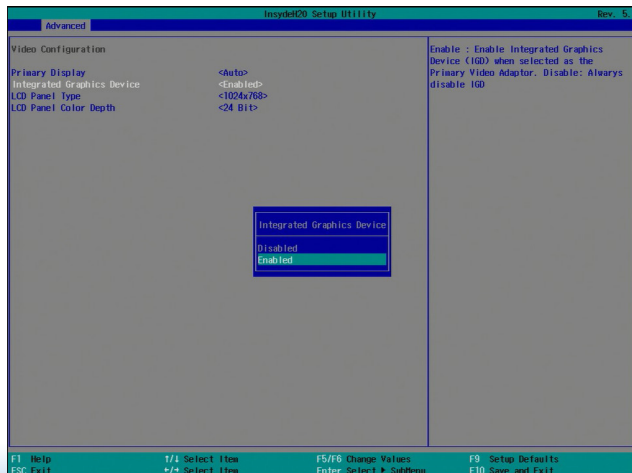 InsydeH20 Setup Utility Rev. 5.
Advanced
Video Configuration
Primary Display <Auto>
Integrated Graphics Device <Enabled>
LCD Panel Type <1024x768>
LCD Panel Color Depth <24 Bit>
Enable : Enable Integrated Graphics
Device (IGD) when selected as the
Primary Video Adaptor. Disable: Alwarys
disable IGD
Integrated Graphics Device
Disabled
Enabled
F1 Help ↑/↓ Select Item F5/F6 Change Values F9 Setup Defaults
ESC Exit ←/→ Select Item Enter Select ▶ SubMenu F10 Save and Exit